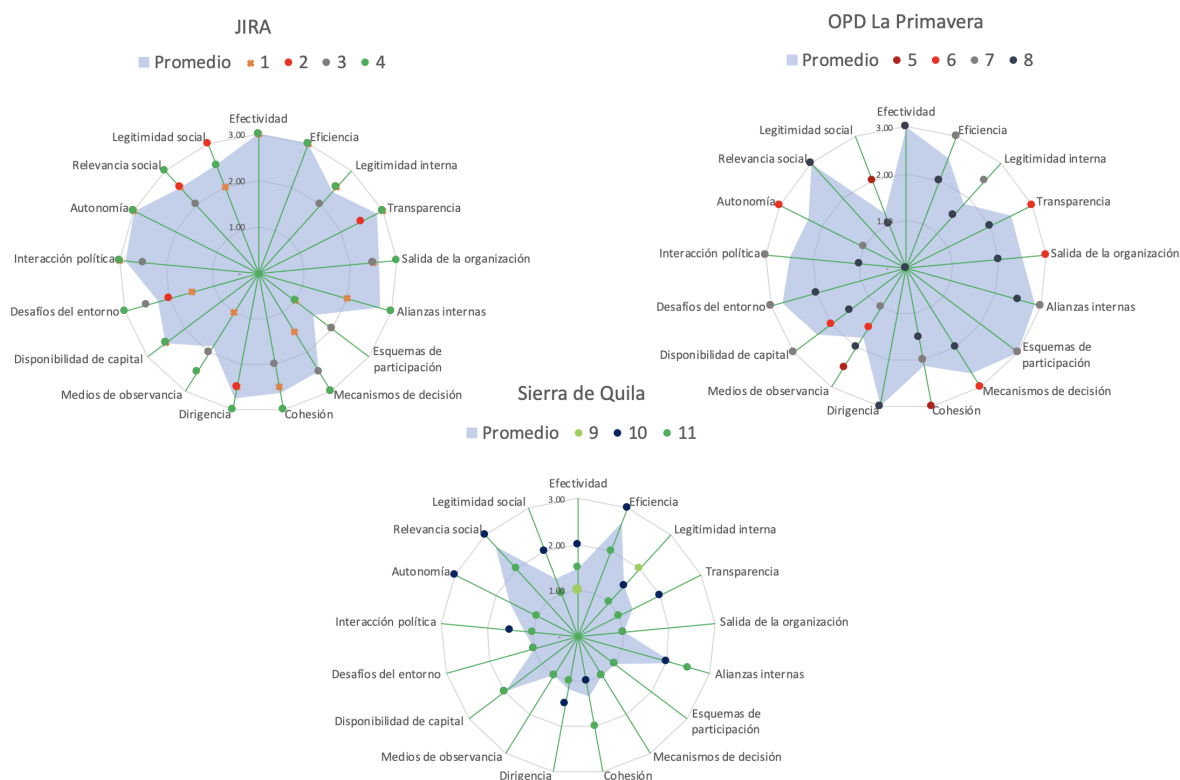 JIRA
Promedio 1 2 3 4
Efectividad
Eficiencia
Legitimidad interna
Transparencia
Salida de la organización
Alianzas internas
Esquemas de
participación
Mecanismos de decisión
Cohesión
Dirigencia
Medios de observancia
Disponibilidad de capital
Desafíos del entorno
Interacción política
Autonomía
Relevancia social
Legitimidad social
3.00
2.00
1.00
-
OPD La Primavera
Promedio 5 6 7 8
Efectividad
Eficiencia
Legitimidad interna
Transparencia
Salida de la organización
Alianzas internas
Esquemas de
participación
Mecanismos de decisión
Cohesión
Dirigencia
Medios de observancia
Disponibilidad de capital
Desafíos del entorno
Interacción política
Autonomía
Relevancia social
Legitimidad social
3.00
2.00
1.00
Sierra de Quila
Promedio 9 10 11
Efectividad
Eficiencia
Legitimidad interna
Transparencia
Salida de la organización
Alianzas internas
Esquemas de
participación
Mecanismos de decisión
Cohesión
Dirigencia
Medios de observancia
Disponibilidad de capital
Desafíos del entorno
Interacción política
Autonomía
Relevancia social
Legitimidad social
3.00
2.00
1.00
-